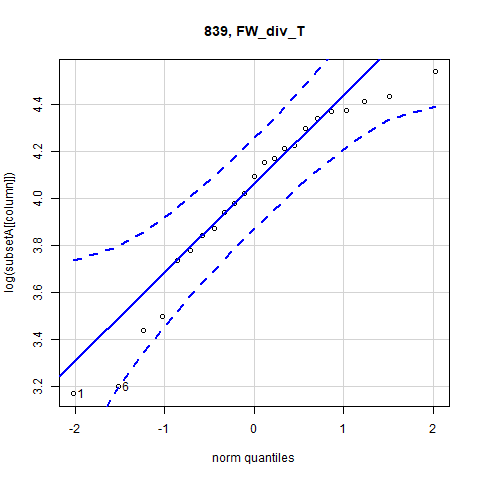 839, FW_div_T
log(subsetA[[column]])
4.4
4.2
4.0
3.8
3.6
3.4
3.2
1
6
-2 -1 0 1 2
norm quantiles